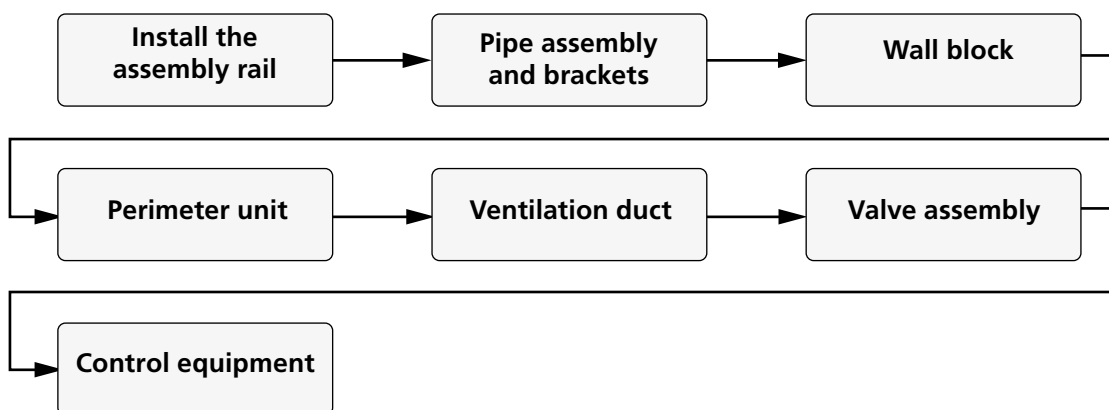 Install the
assembly rail
Pipe assembly
and brackets
Wall block
Perimeter unit
Ventilation duct
Valve assembly
Control equipment